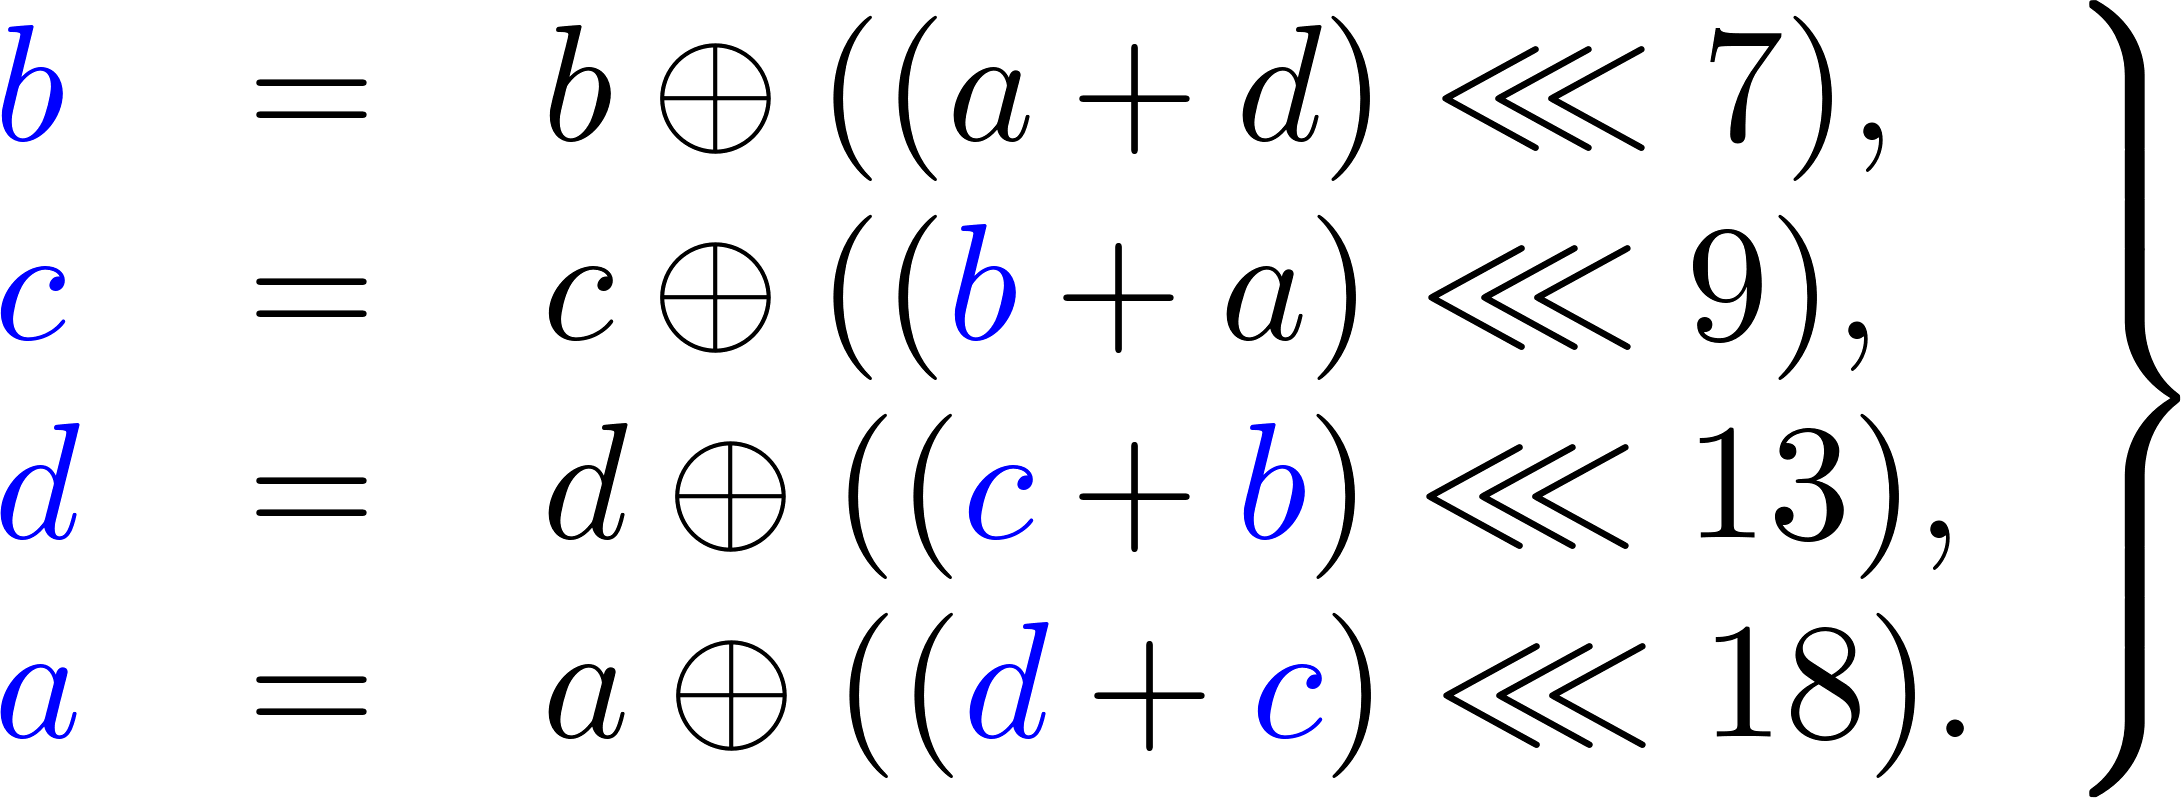 b = b ⊕ ((a + d) ⋘ 7),
c = c ⊕ ((b + a) ⋘ 9),
d = d ⊕ ((c + b) ⋘ 13),
a = a ⊕ ((d + c) ⋘ 18).